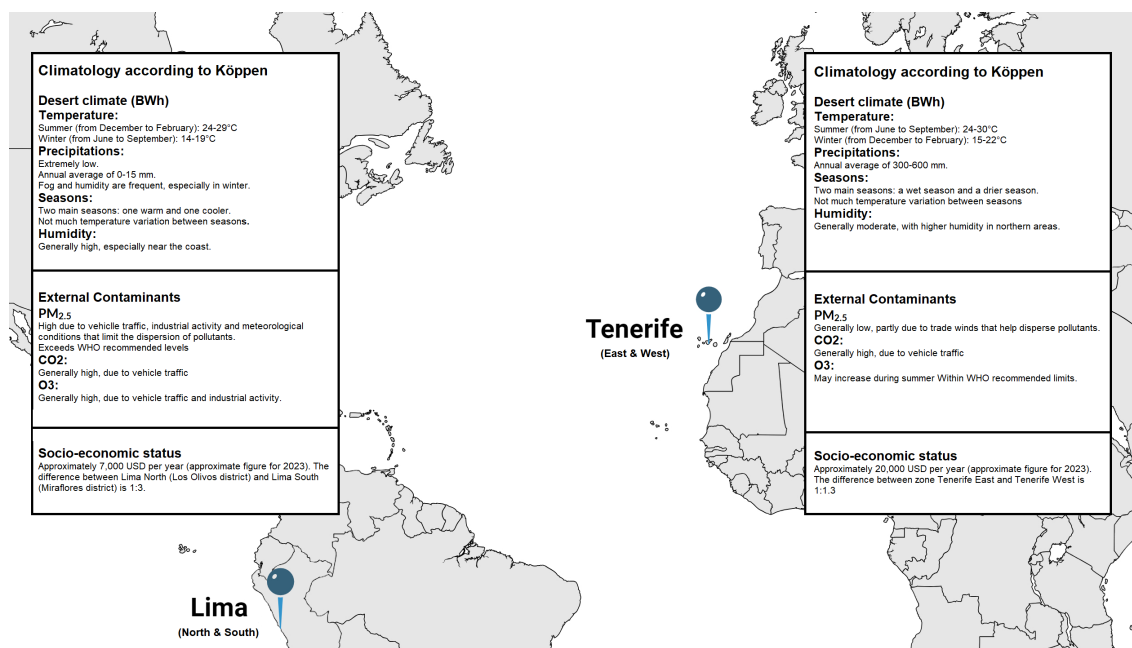 Climatology according to Köppen
Desert climate (BWh)
Temperature:
Summer (from December to February): 24-29°C
Winter (from June to September): 14-19°C
Precipitations:
Extremely low.
Annual average of 0-15 mm.
Fog and humidity are frequent, especially in winter.
Seasons:
Two main seasons: one warm and one cooler.
Not much temperature variation between seasons.
Humidity:
Generally high, especially near the coast.
External Contaminants
PM2.5
High due to vehiclle traffic, industrial activity and meteorological
conditions that limit the dispersion of pollutants.
Exceeds WHO recommended levels
CO2:
Generally high, due to vehicle traffic
O3:
Generally high, due to vehicle traffic and industrial activity.
Socio-economic status
Approximately 7,000 USD per year (approximate figure for 2023). The
difference between Lima North (Los Olivos district) and Lima South
(Miraflores district) is 1:3.
Lima
(North & South)
Tenerife
(East & West)
Climatology according to Köppen
Desert climate (BWh)
Temperature:
Summer (from June to September): 24-30°C
Winter (from December to February): 15-22°C
Precipitations:
Annual average of 300-600 mm.
Seasons:
Two main seasons: a wet season and a drier season.
Not much temperature variation between seasons
Humidity:
Generally moderate, with higher humidity in northern areas.
External Contaminants
PM2.5
Generally low, partly due to trade winds that help disperse pollutants.
CO2:
Generally high, due to vehicle traffic
O3:
May increase during summer Within WHO recommended limits.
Socio-economic status
Approximately 20,000 USD per year (approximate figure for 2023).
The difference between zone Tenerife East and Tenerife West is
1:1.3